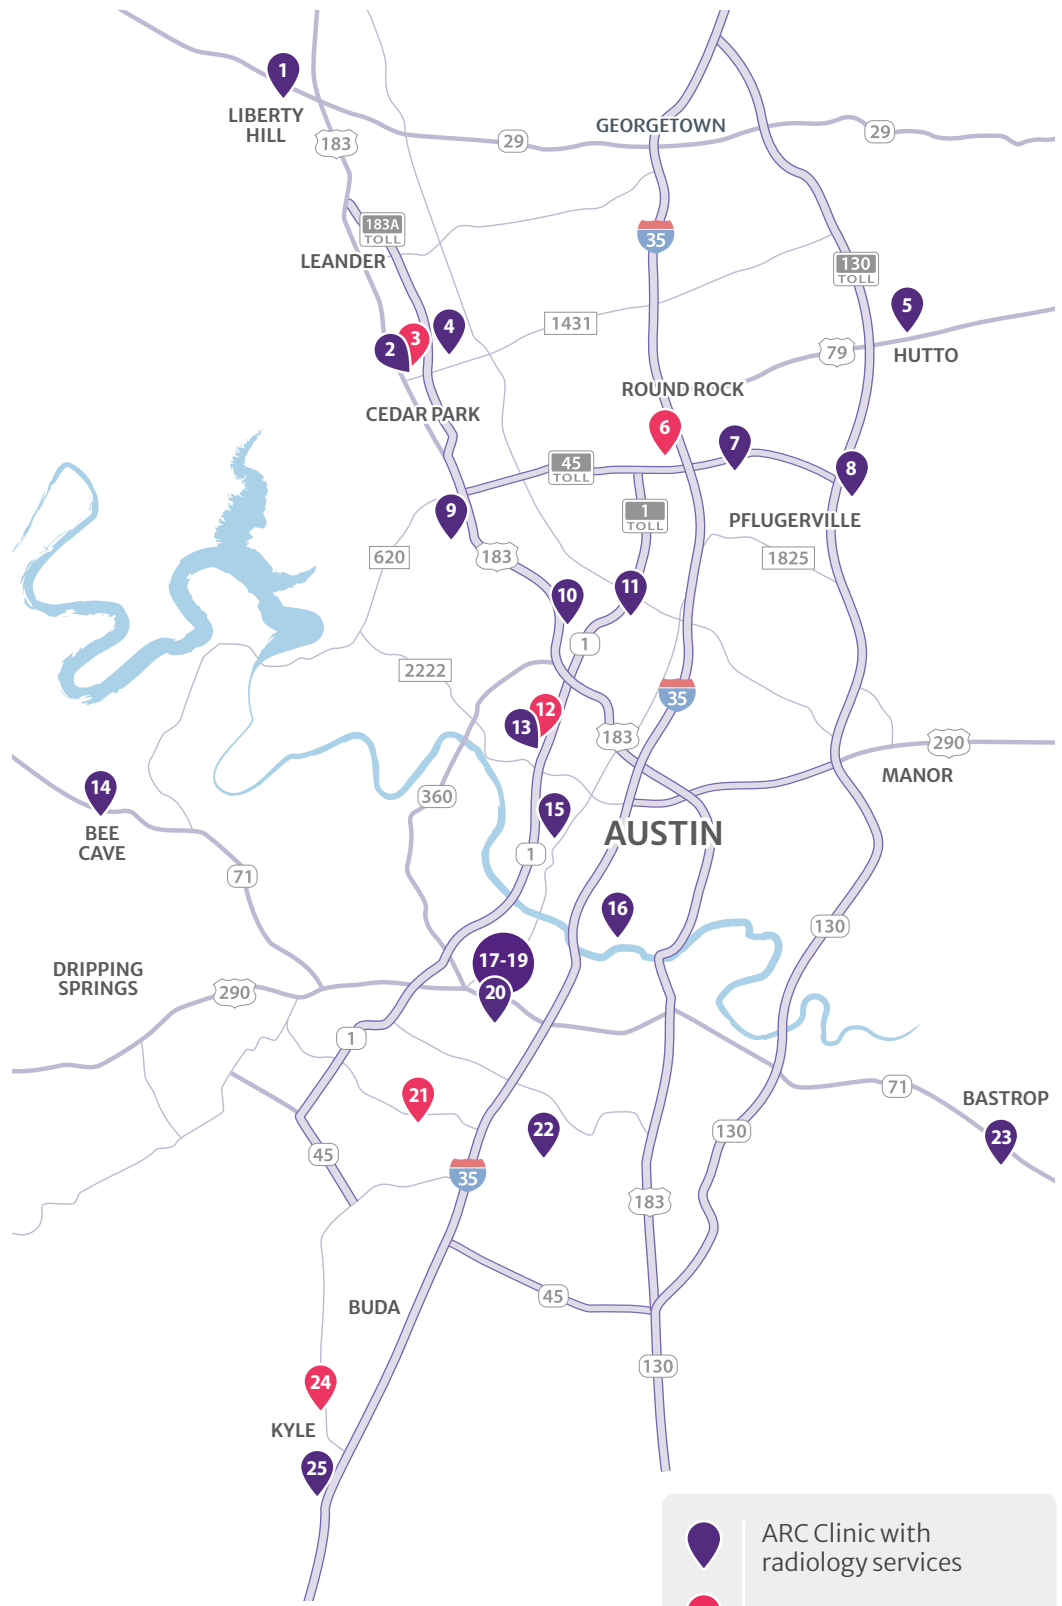 1
LIBERTY
HILL
183
29
GEORGETOWN
29
183A
TOLL
35
LEANDER
130
TOLL
5
4
3
2
1431
79
HUTTO
ROUND ROCK
CEDAR PARK
6
7
45
TOLL
8
9
1
TOLL
PFLUGERVILLE
620
183
1825
10
11
1
2222
35
12
13
183
290
MANOR
14
360
15
BEE
CAVE
AUSTIN
1
71
16
130
17-19
DRIPPING
SPRINGS
290
20
1
21
71
BASTROP
22
130
23
45
35
183
45
BUDA
130
24
KYLE
25
ARC Clinic with
radiology services